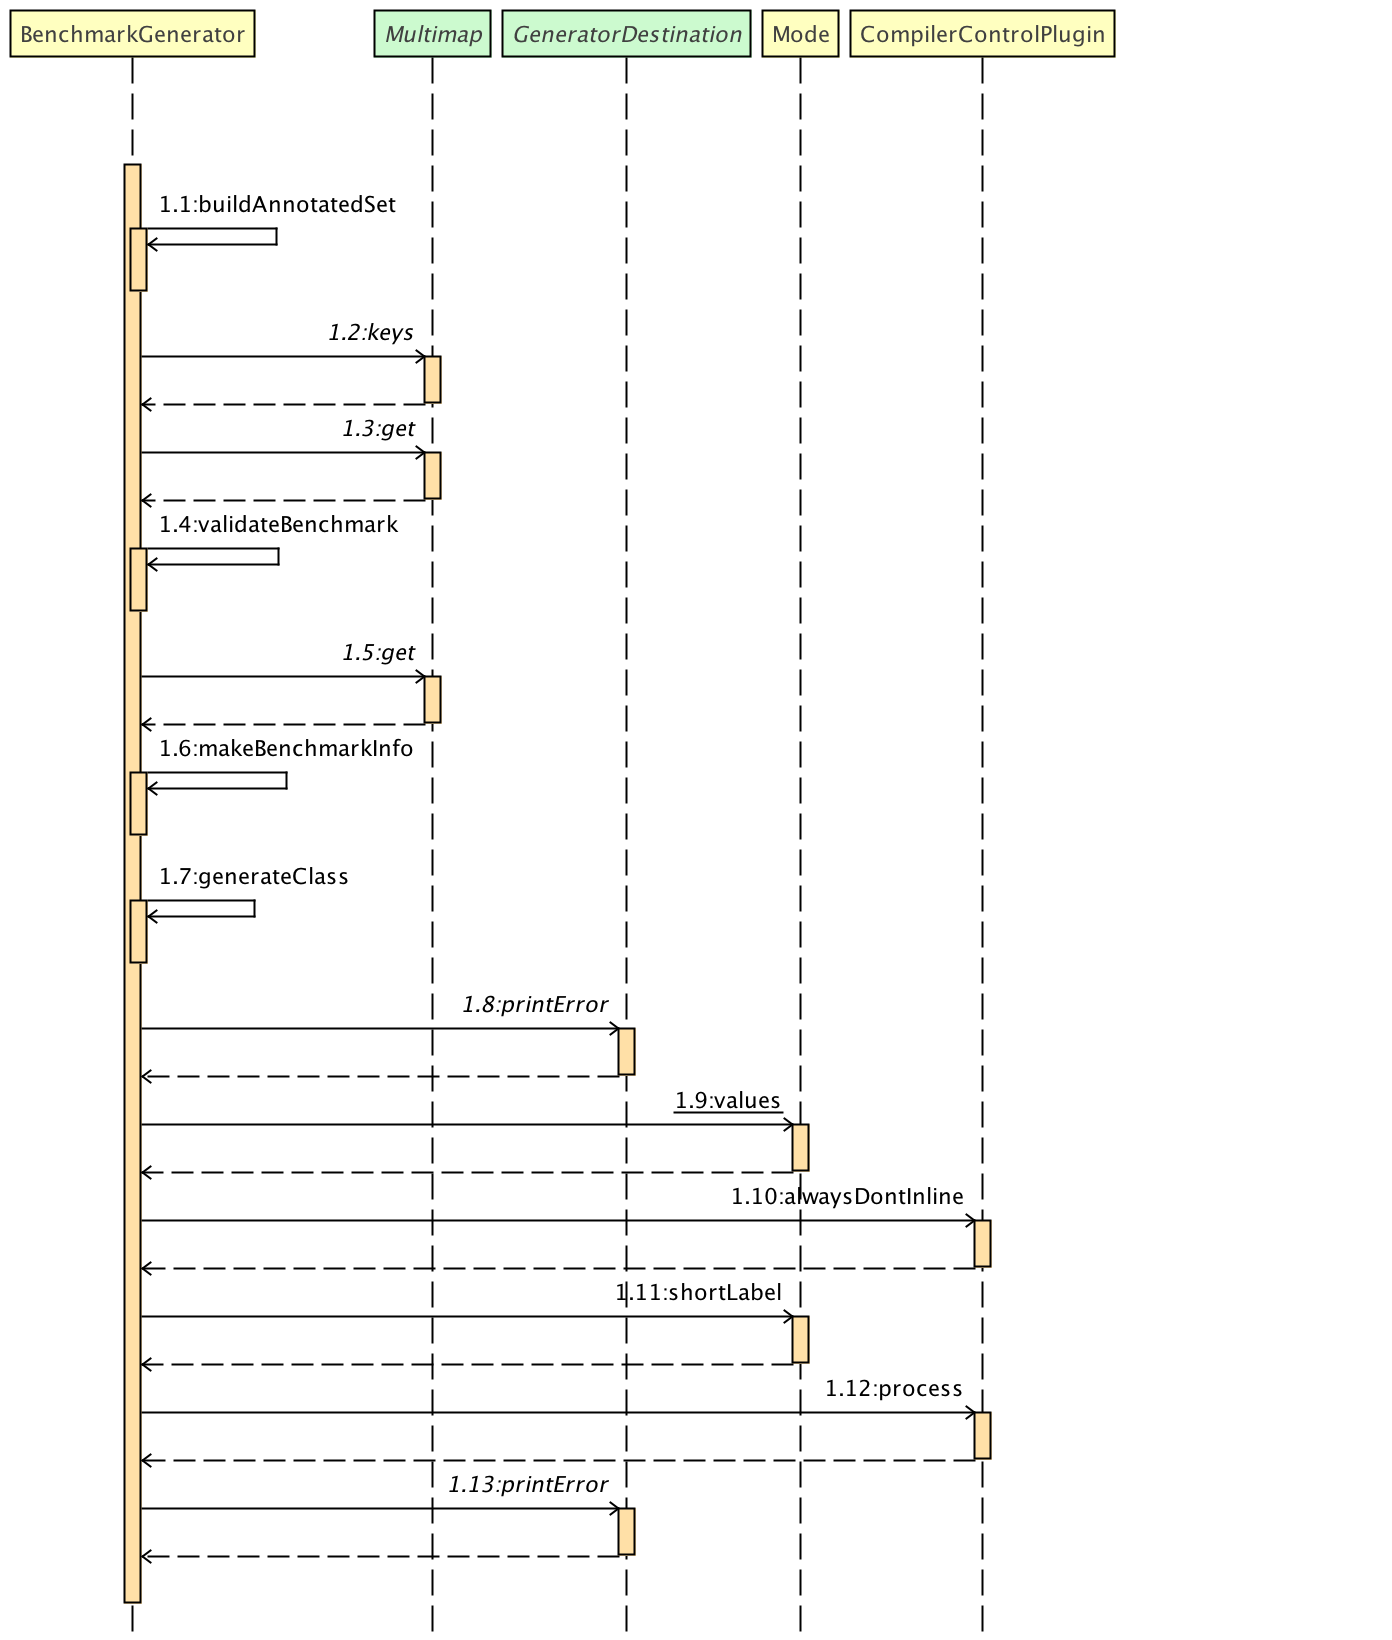 BenchmarkGenerator
Multimap
GeneratorDestination
Mode
CompilerControlPlugin
1.1:buildAnnotatedSet
1.2:keys
1.3:get
1.4:validateBenchmark
1.5:get
1.6:makeBenchmarkInfo
1.7:generateClass
1.8:printError
1.9:values
1.10:alwaysDontInline
1.11:shortLabel
1.12:process
1.13:printError